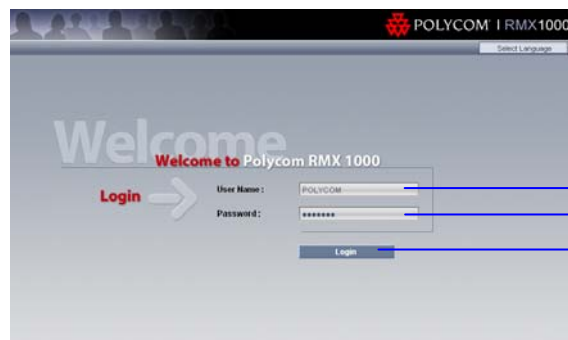 POLYCOM® | RMX1000
Select Language
Welcome
Welcome to Polycom RMX 1000
Login
User Name :
POLYCOM
Password :
•••••••
Login